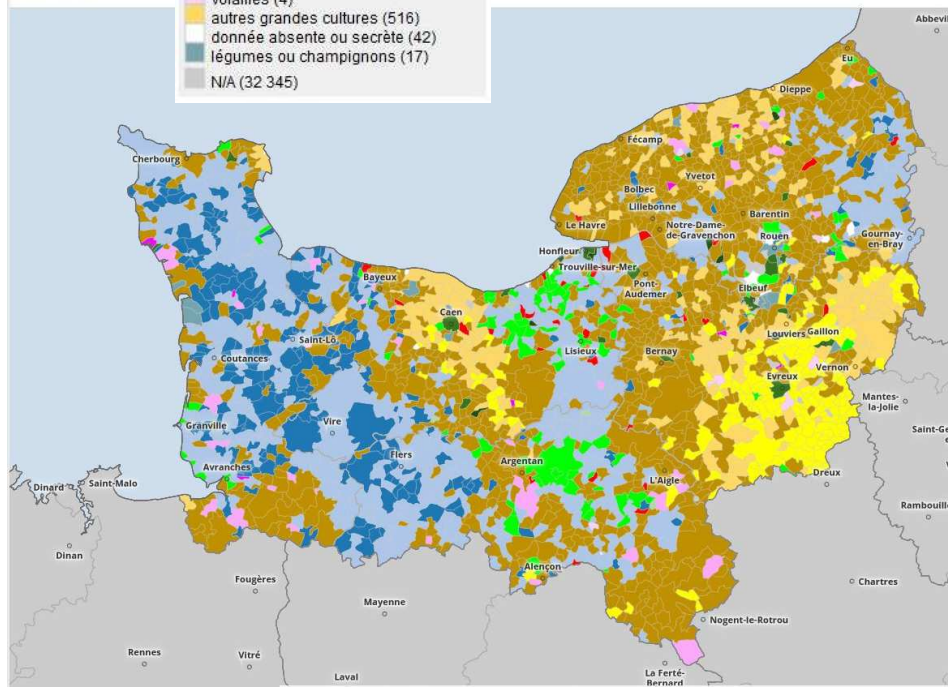 volailles (4)
autres grandes cultures (516)
donnée absente ou secrète (42)
légumes ou champignons (17)
N/A (32 345)
Abbevil
Eu
Dieppe
Fécamp
Cherbourg
Yvetot
Bolbec
Lillebonne
Barentin
Le Havre
Notre-Dame-
de-Gravenchon
Rouen
Gournay-
en-Bray
Honfleur
Trouville-sur-Mer
Bayeux
Pont-
Audemer
Elbeuf
Caen
Louviers
Gaillon
Saint-Lô
Lisieux
Bernay
Coutances
Vernon
Evreux
Mantes-
la-Jolie
Granville
Vire
Saint-Ge
Flers
Argentan
Avranches
L'Aigle
Dreux
Dinard
Saint-Malo
Rambouille
Dinan
Alençon
Fougères
Chartres
Mayenne
Nogent-le-Rotrou
Rennes
Vitré
La Ferté-
Bernard
Laval